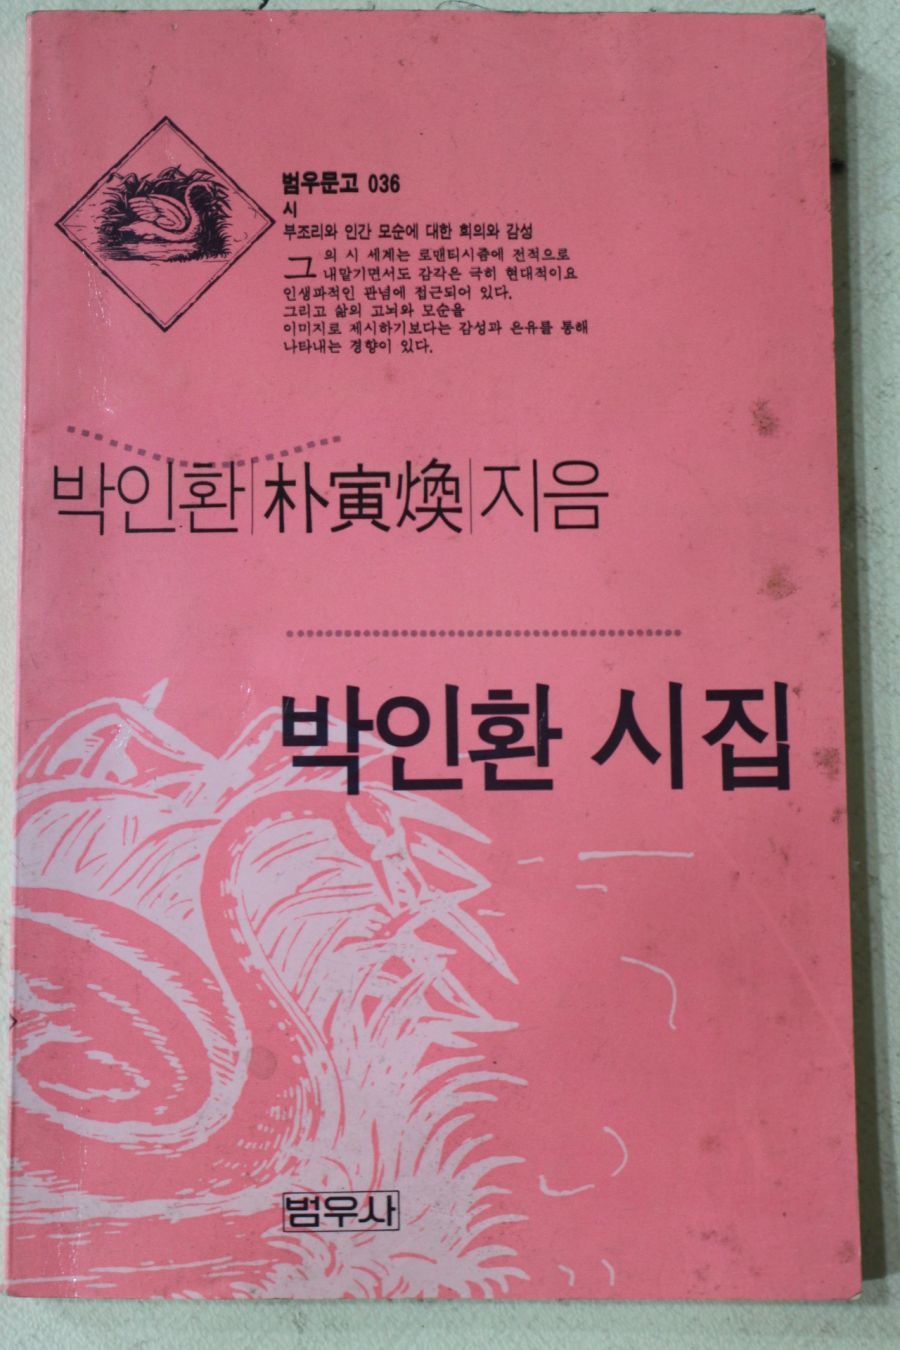 범우문고 036
시
부조리와 인간 모순에 대한 회의와 감성
그의 시 세계는 로맨티시즘에 전적으로
내맡기면서도 감각은 극히 현대적이요
인생파적인 관념에 접근되어 있다.
그리고 삶의 고뇌와 모순을
이미지로 제시하기보다는 감성과 은유를 통해
나타내는 경향이 있다.
박인환|朴寅煥|지음
박인환 시집
범우사